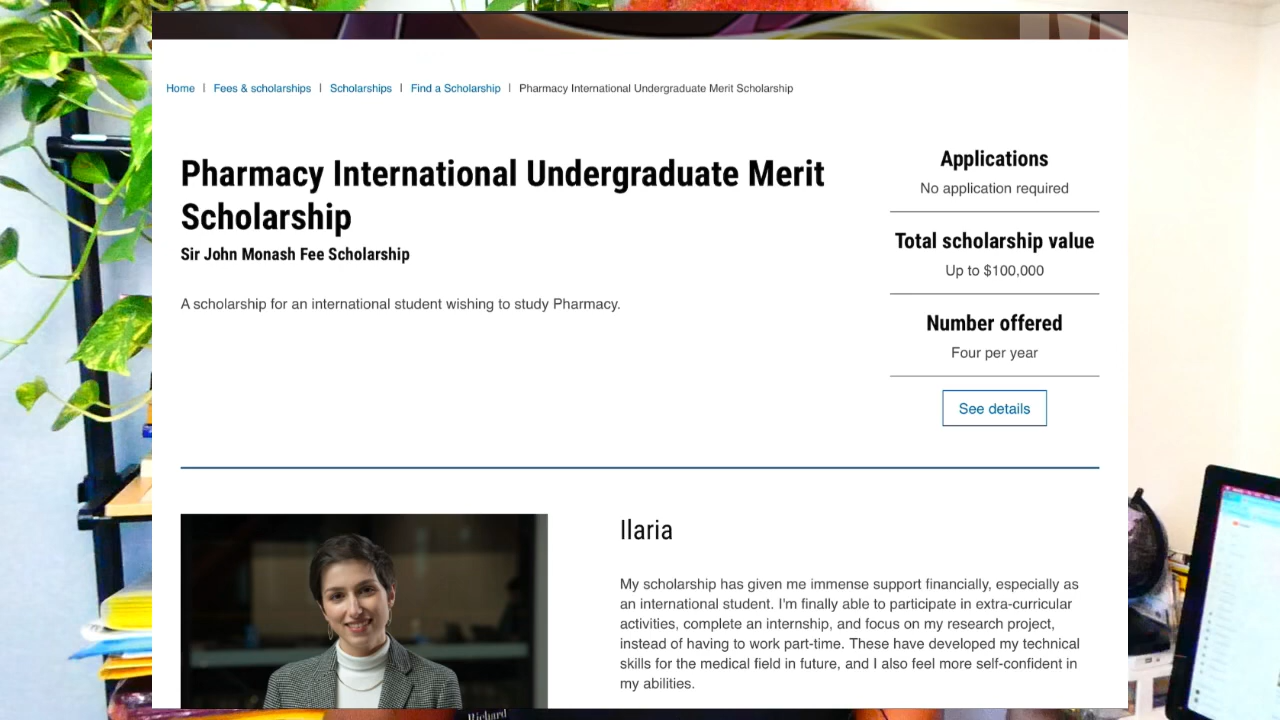 Home | Fees & scholarships | Scholarships | Find a Scholarship | Pharmacy International Undergraduate Merit Scholarship
Pharmacy International Undergraduate Merit
Scholarship
Sir John Monash Fee Scholarship
A scholarship for an international student wishing to study Pharmacy.
Applications
No application required
Total scholarship value
Up to $100,000
Number offered
Four per year
See details
Ilaria
My scholarship has given me immense support financially, especially as
an international student. I'm finally able to participate in extra-curricular
activities, complete an internship, and focus on my research project,
instead of having to work part-time. These have developed my technical
skills for the medical field in future, and I also feel more self-confident in
my abilities.
Richard